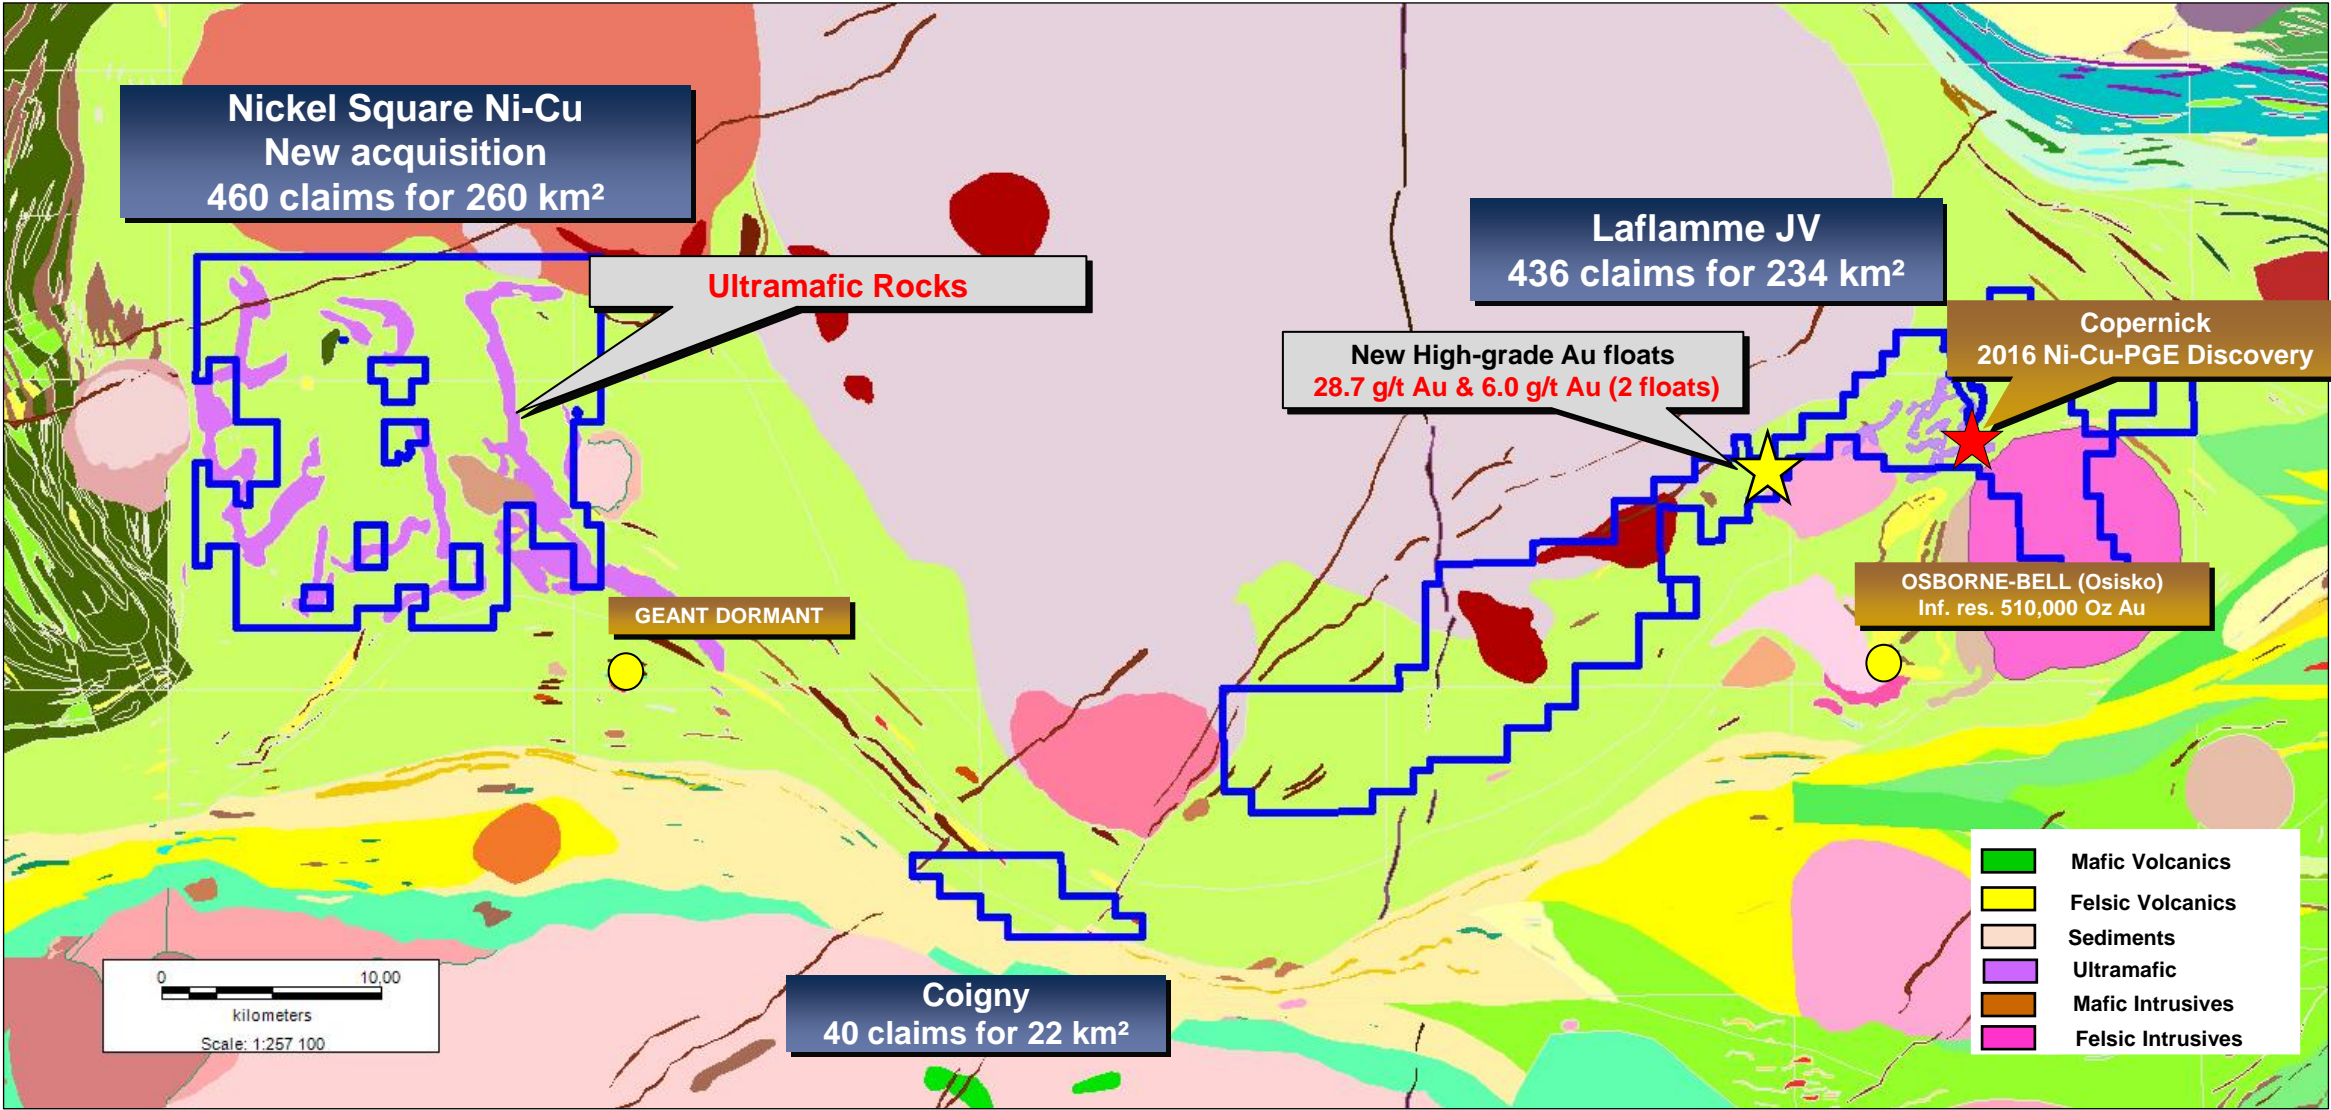 Nickel Square Ni-Cu
New acquisition
460 claims for 260 km²
Ultramafic Rocks
Laflamme JV
436 claims for 234 km²
New High-grade Au floats
28.7 g/t Au & 6.0 g/t Au (2 floats)
Copernick
2016 Ni-Cu-PGE Discovery
GEANT DORMANT
OSBORNE-BELL (Osisko)
Inf. res. 510,000 Oz Au
Coigny
40 claims for 22 km²
0 10,00
kilometers
Scale: 1:257 100
Mafic Volcanics
Felsic Volcanics
Sediments
Ultramafic
Mafic Intrusives
Felsic Intrusives